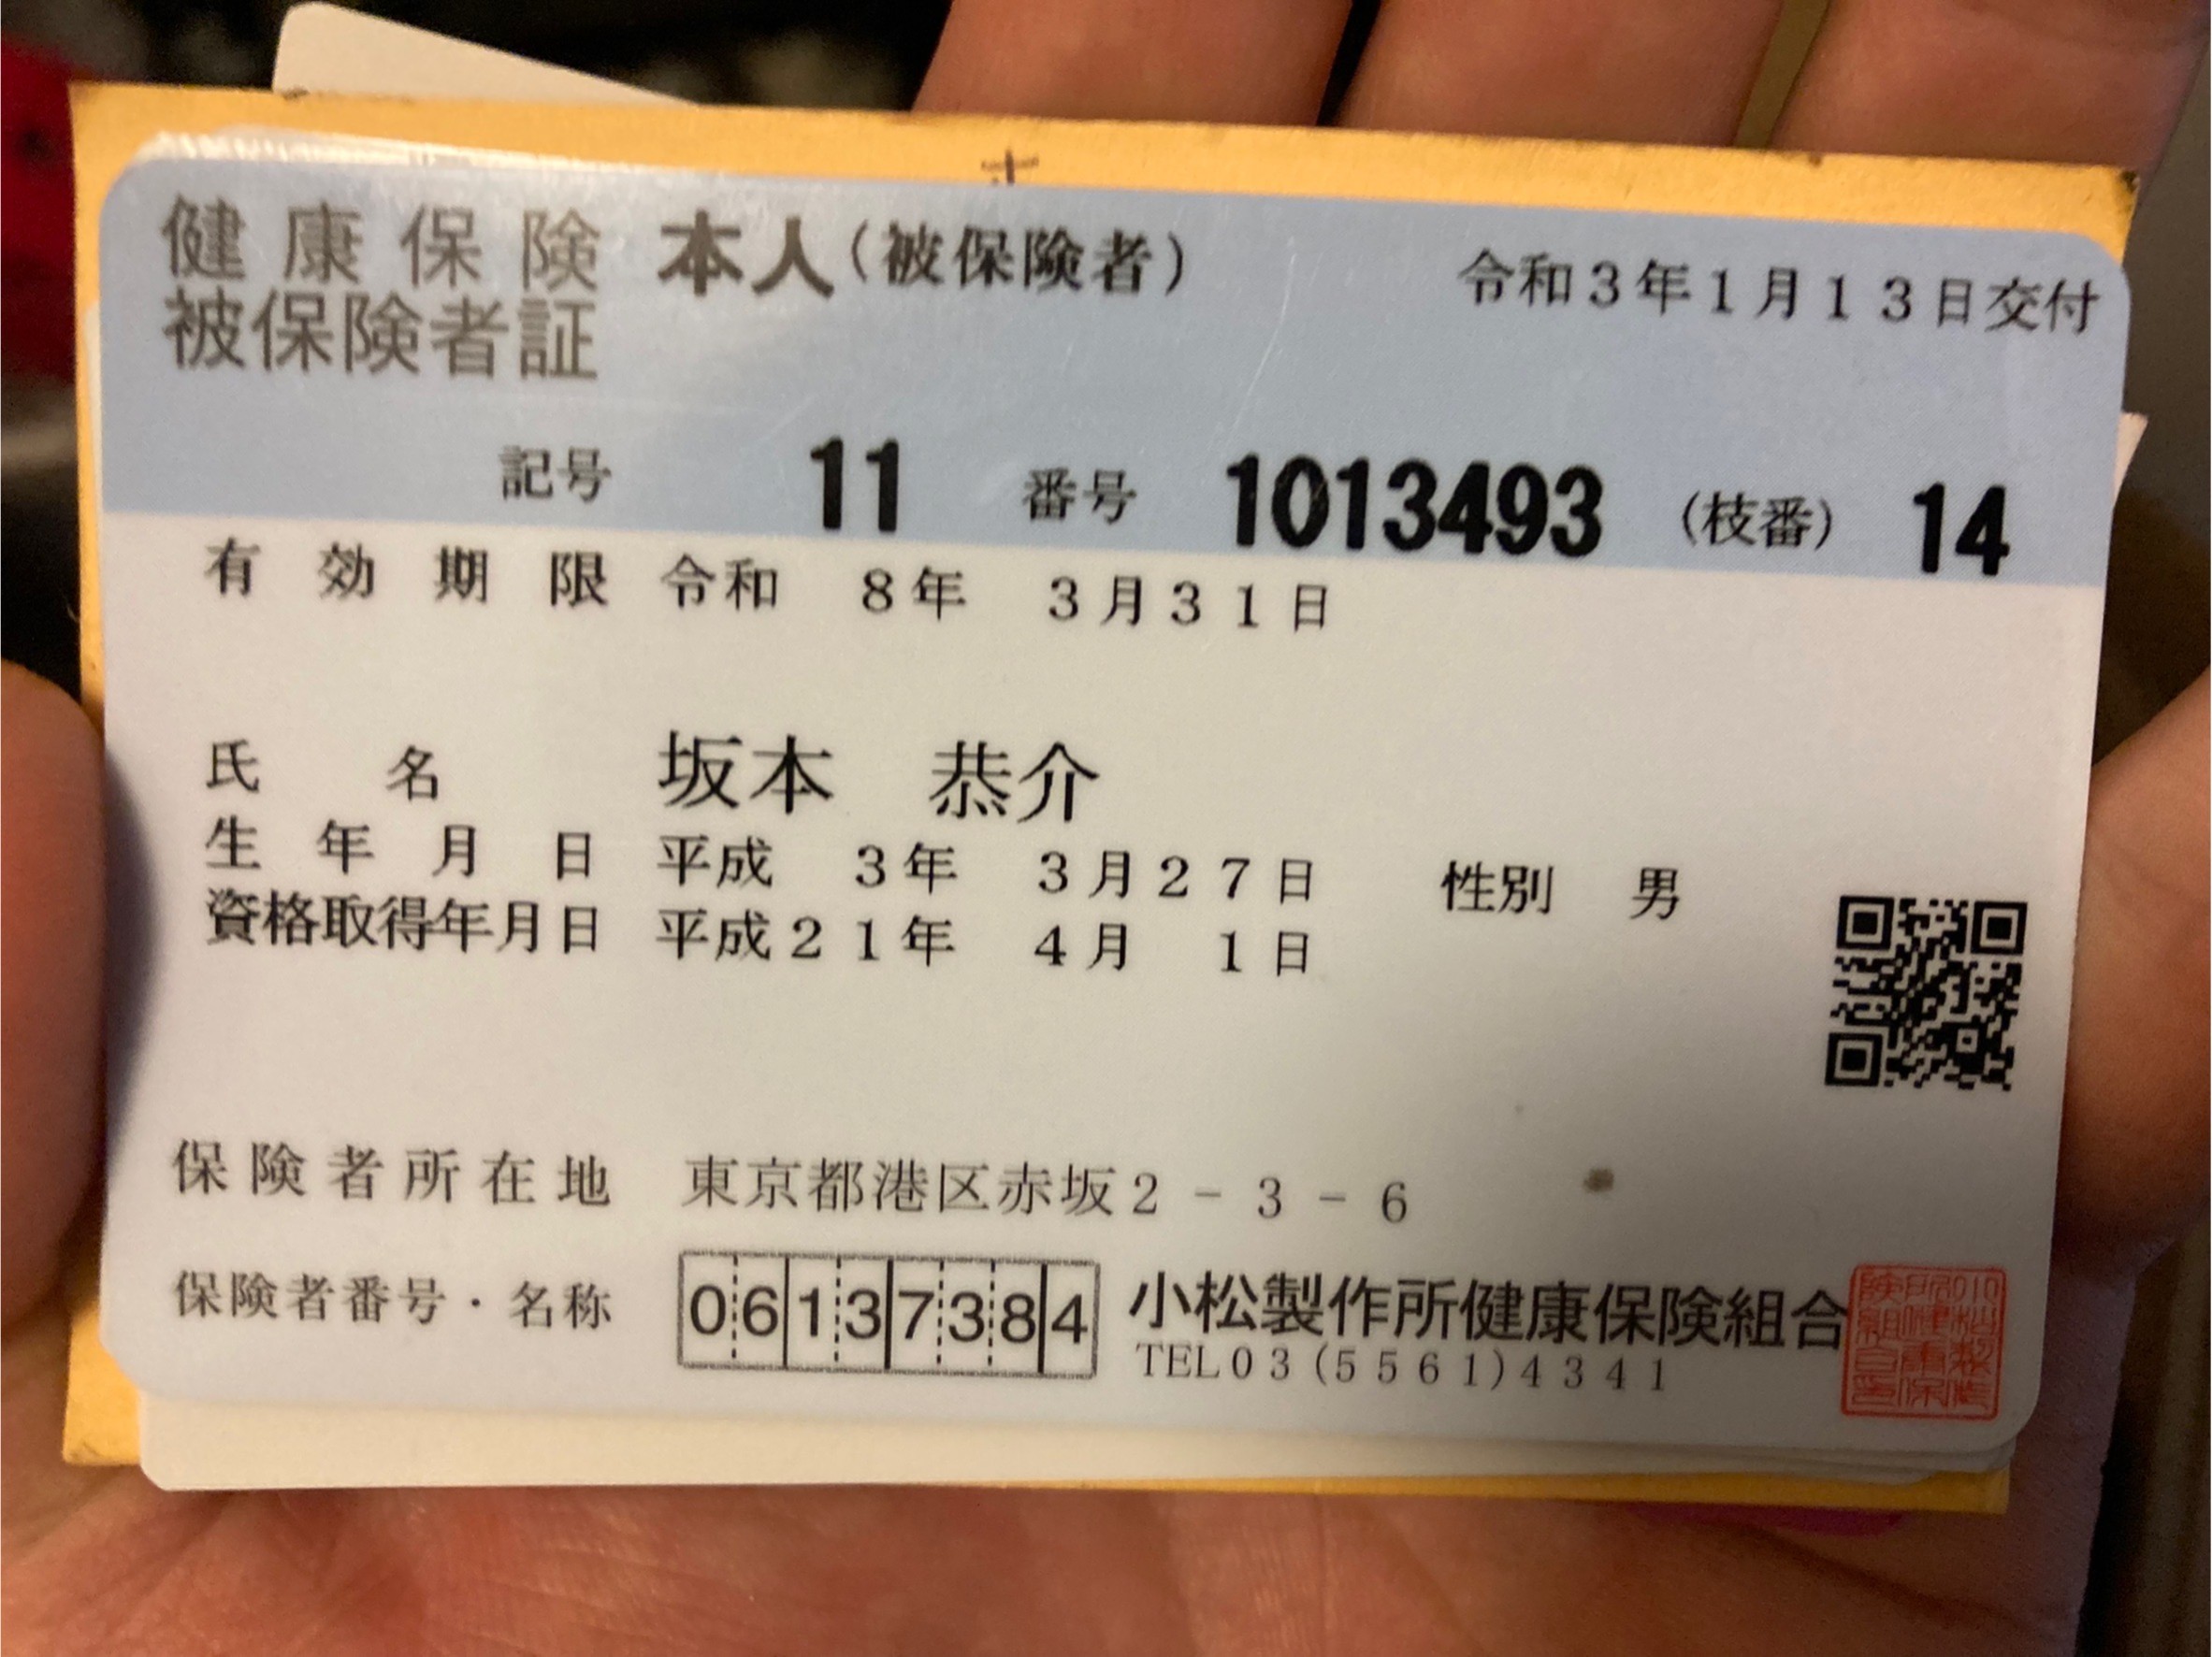 健康保険 本人(被保険者) 令和3年1月13日交付
被保険者証
記号 11 番号 1013493 (枝番) 14
有効期限 令和 8年 3月31日
氏名 坂本 恭介
生年月日 平成 3年 3月27日 性別 男
資格取得年月日 平成21年 4月 1日
保険者所在地 東京都港区赤坂2-3-6
保険者番号・名称 06137384 小松製作所健康保険組合
TEL03(5561)4341